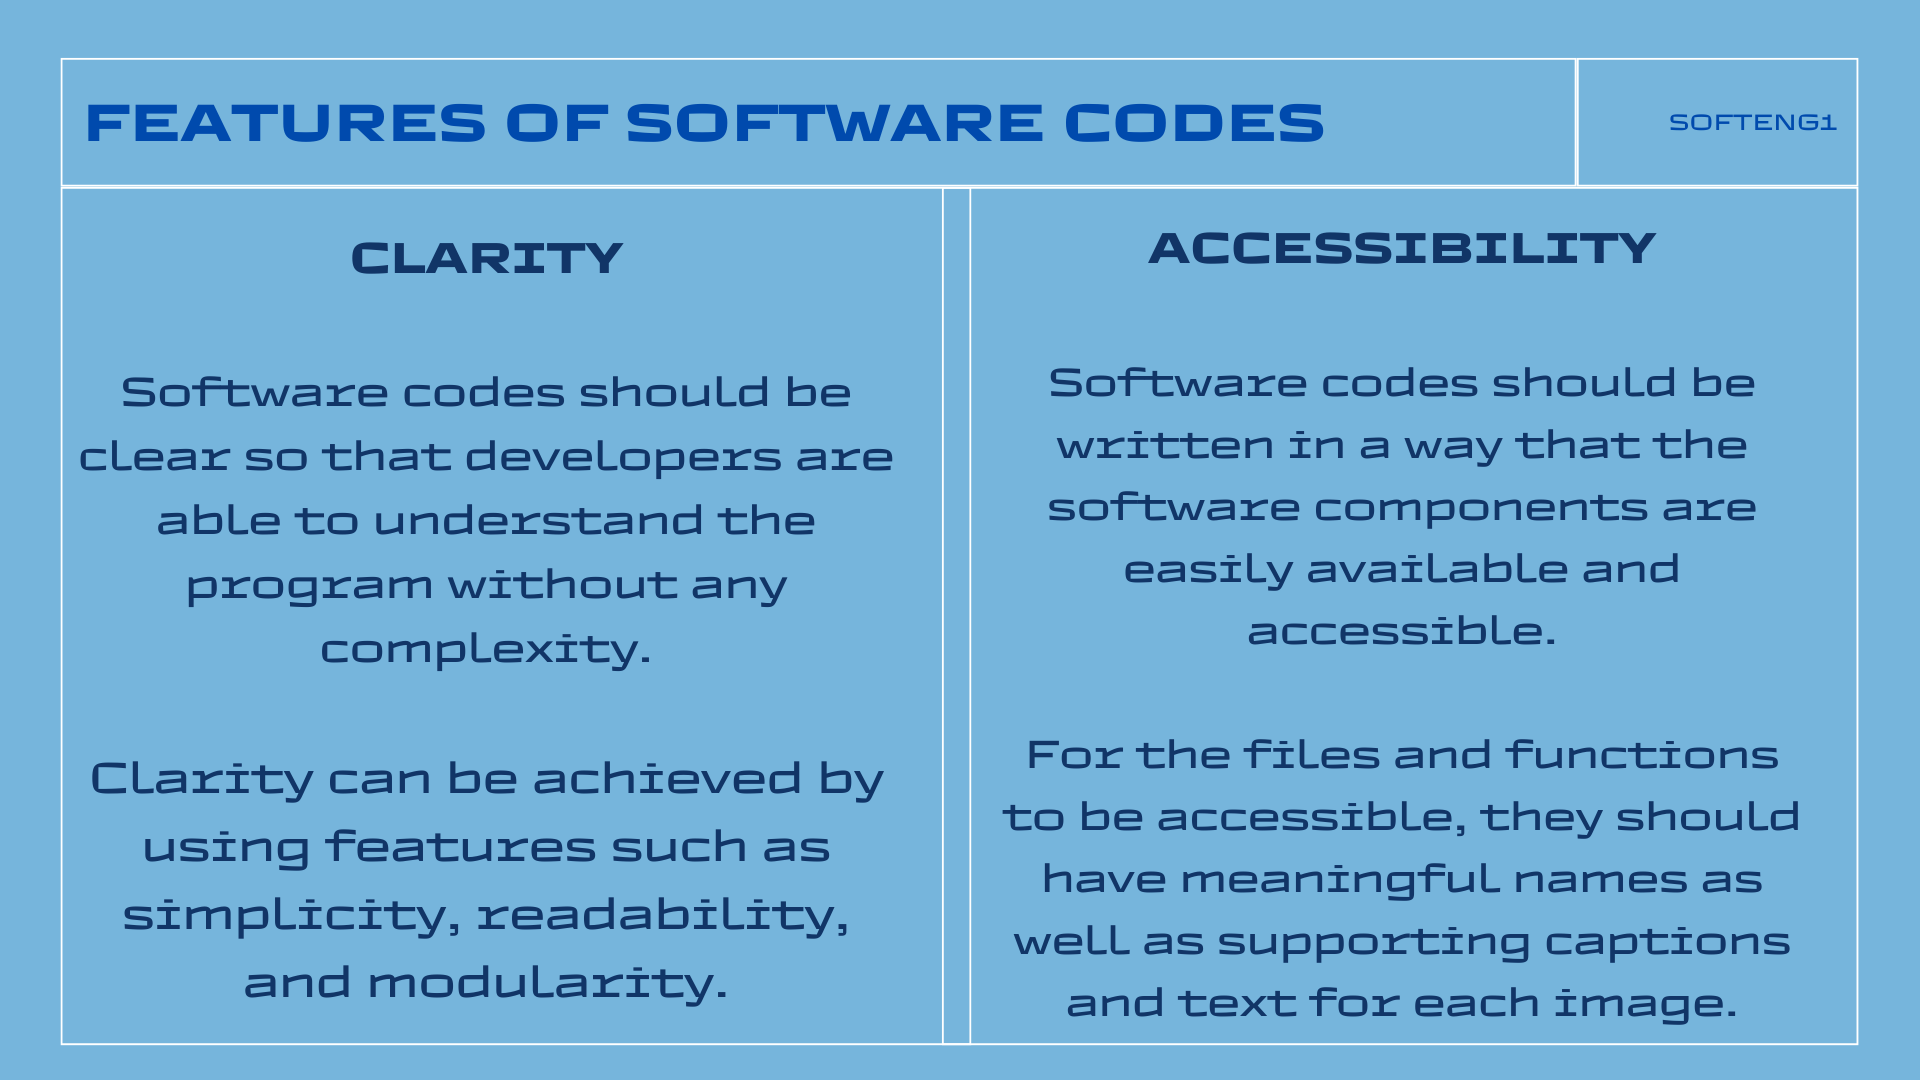 FEATURES OF SOFTWARE CODES
SOFTENG1
CLARITY
Software codes should be
clear so that developers are
able to understand the
program without any
complexity.
Clarity can be achieved by
using features such as
simplicity, readability,
and modularity.
ACCESSIBILITY
Software codes should be
written in a way that the
software components are
easily available and
accessible.
For the files and functions
to be accessible, they should
have meaningful names as
well as supporting captions
and text for each image.